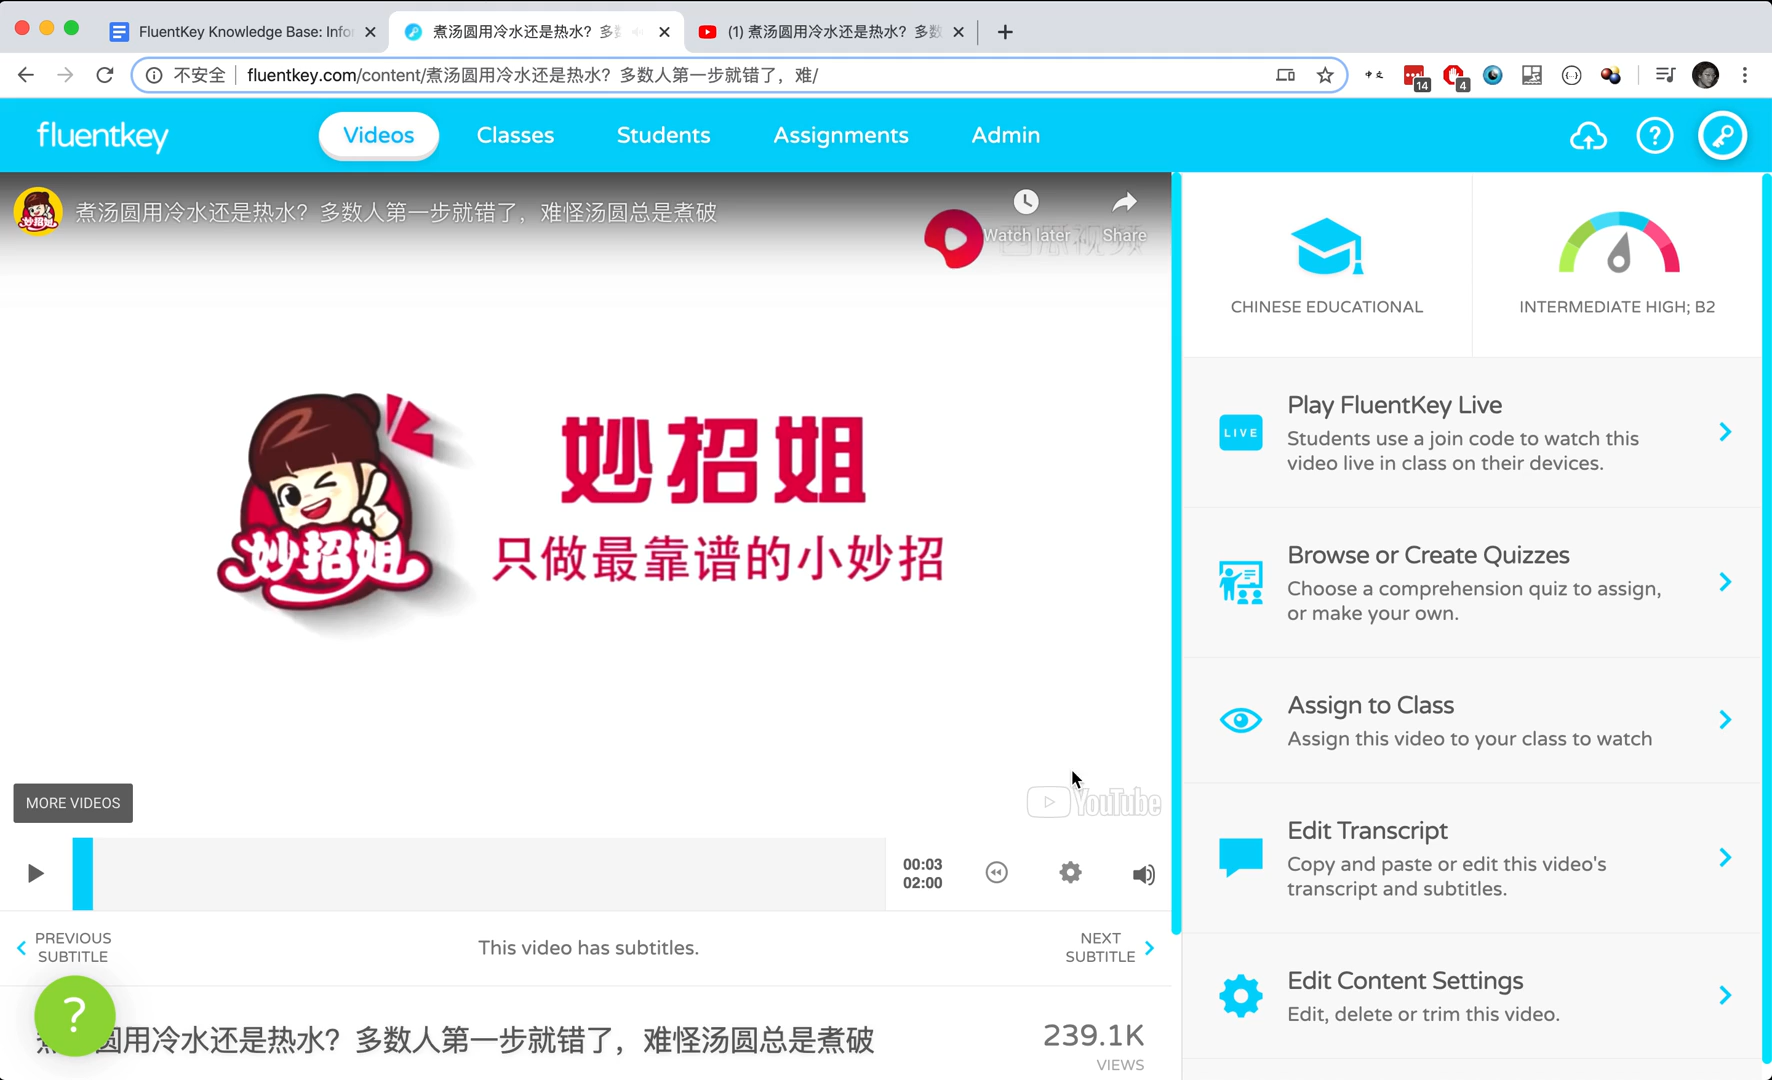 FluentKey Knowledge Base: Infor
煮汤圆用冷水还是热水？多
(1) 煮汤圆用冷水还是热水？多数
不安全
fluentkey.com/content/煮汤圆用冷水还是热水？多数人第一步就错了，难/
14
4
fluentkey
Videos
Classes
Students
Assignments
Admin
?
妙招姐
煮汤圆用冷水还是热水？多数人第一步就错了，难怪汤圆总是煮破
Watch later
Share
西瓜视频
妙招姐
妙招姐
只做最靠谱的小妙招
MORE VIDEOS
YouTube
00:03
02:00
PREVIOUS
SUBTITLE
This video has subtitles.
NEXT
SUBTITLE
?
圆用冷水还是热水？多数人第一步就错了，难怪汤圆总是煮破
239.1K
VIEWS
CHINESE EDUCATIONAL
INTERMEDIATE HIGH; B2
LIVE
Play FluentKey Live
Students use a join code to watch this
video live in class on their devices.
Browse or Create Quizzes
Choose a comprehension quiz to assign,
or make your own.
Assign to Class
Assign this video to your class to watch
Edit Transcript
Copy and paste or edit this video's
transcript and subtitles.
Edit Content Settings
Edit, delete or trim this video.